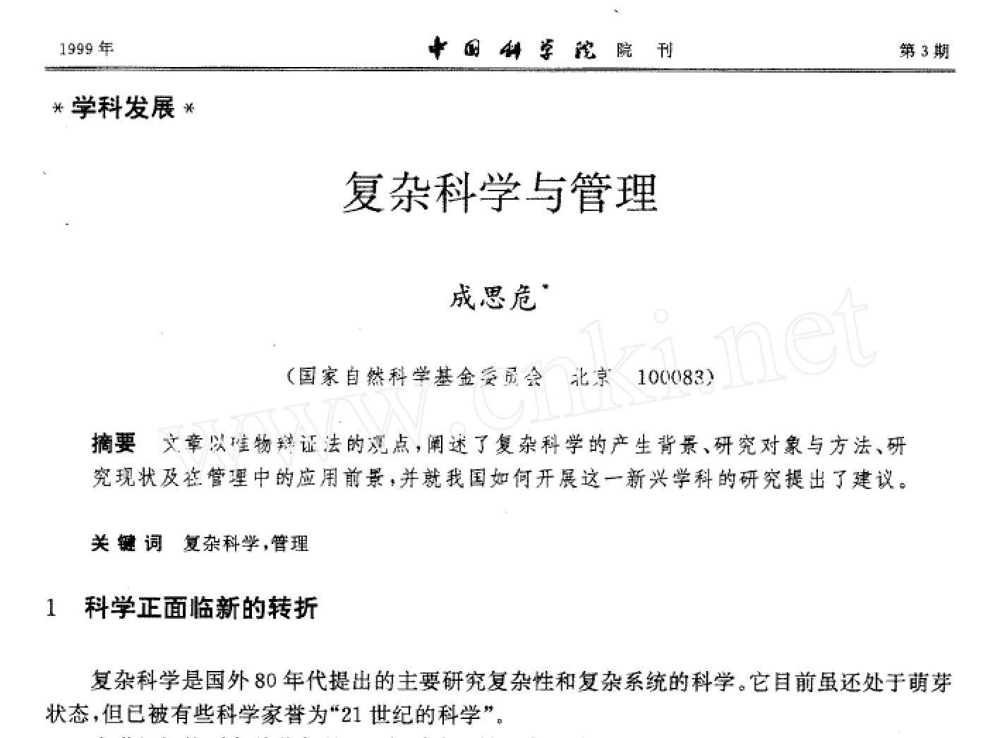 1999年 中国科学院 院刊 第3期
*学科发展*
复杂科学与管理
成思危*
(国家自然科学基金委员会 北京 100083)
摘要 文章以唯物辩证法的观点,阐述了复杂科学的产生背景、研究对象与方法、研
究现状及在管理中的应用前景,并就我国如何开展这一新兴学科的研究提出了建议。
关键词 复杂科学,管理
1 科学正面临新的转折
复杂科学是国外80年代提出的主要研究复杂性和复杂系统的科学。它目前虽还处于萌芽
状态,但已被有些科学家誉为“21世纪的科学”。
www.cnki.net